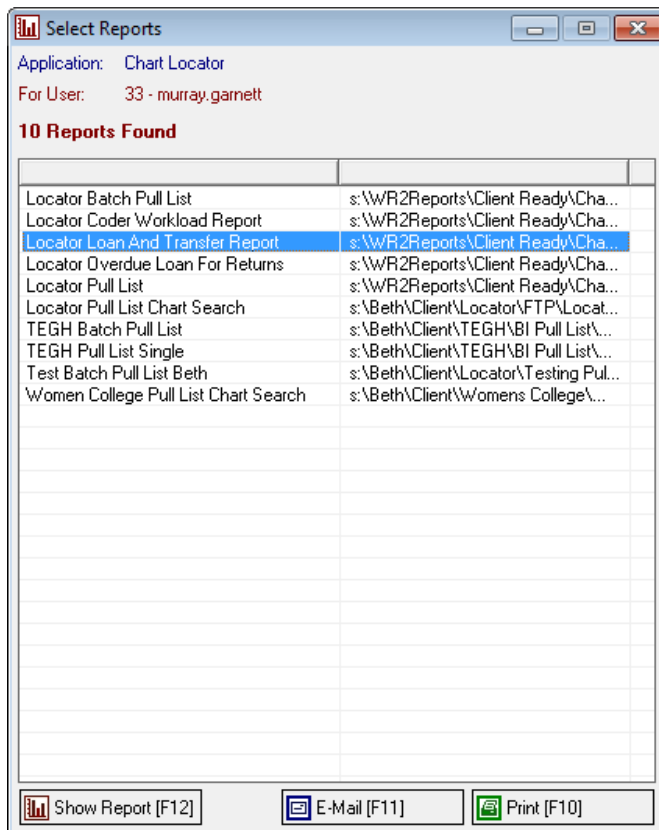 Select Reports
Application: Chart Locator
For User: 33 - murray.garnett
10 Reports Found
Locator Batch Pull List s:\WR2Reports\Client Ready\Cha...
Locator Coder Workload Report s:\WR2Reports\Client Ready\Cha...
Locator Loan And Transfer Report s:\WR2Reports\Client Ready\Cha...
Locator Overdue Loan For Returns s:\WR2Reports\Client Ready\Cha...
Locator Pull List s:\WR2Reports\Client Ready\Cha...
Locator Pull List Chart Search s:\Beth\Client\Locator\FTP\Locat...
TEGH Batch Pull List s:\Beth\Client\TEGH\BI Pull List\...
TEGH Pull List Single s:\Beth\Client\TEGH\BI Pull List\...
Test Batch Pull List Beth s:\Beth\Client\Locator\Testing Pul...
Women College Pull List Chart Search s:\Beth\Client\Womens College\...
Show Report [F12] E-Mail [F11] Print [F10]